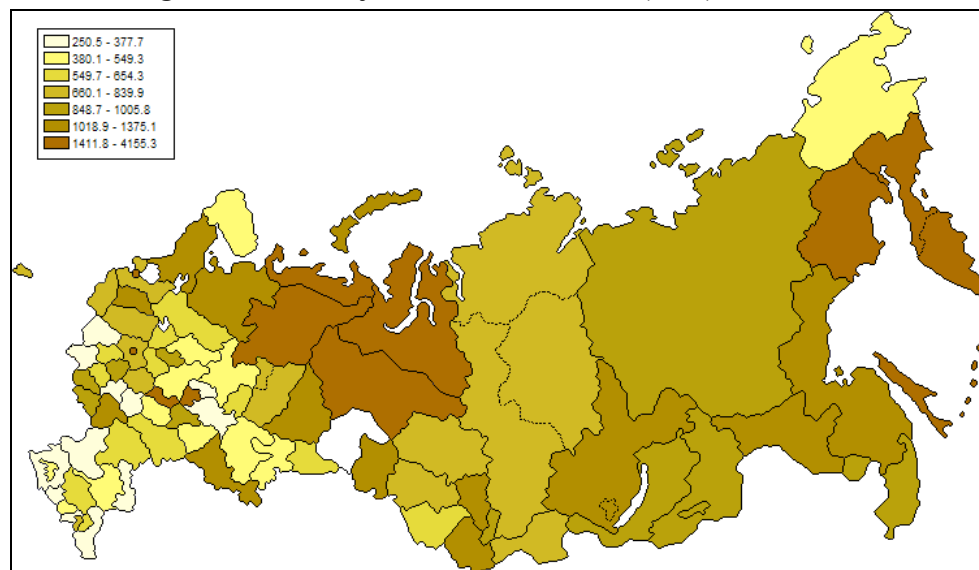 250.5 - 377.7
380.1 - 549.3
549.7 - 654.3
660.1 - 839.9
848.7 - 1005.8
1018.9 - 1375.1
1411.8 - 4155.3